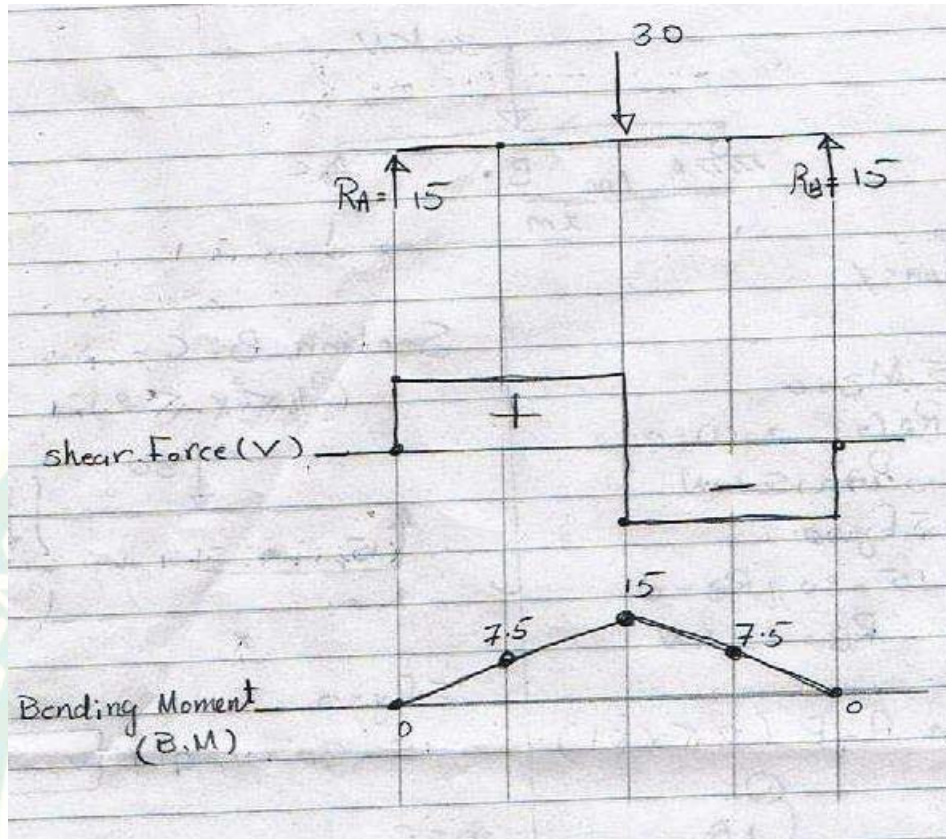 30
RA= 15
RB= 15
+
shear Force (V)
−
15
7.5
7.5
Bending Moment
0
0
(B.M)